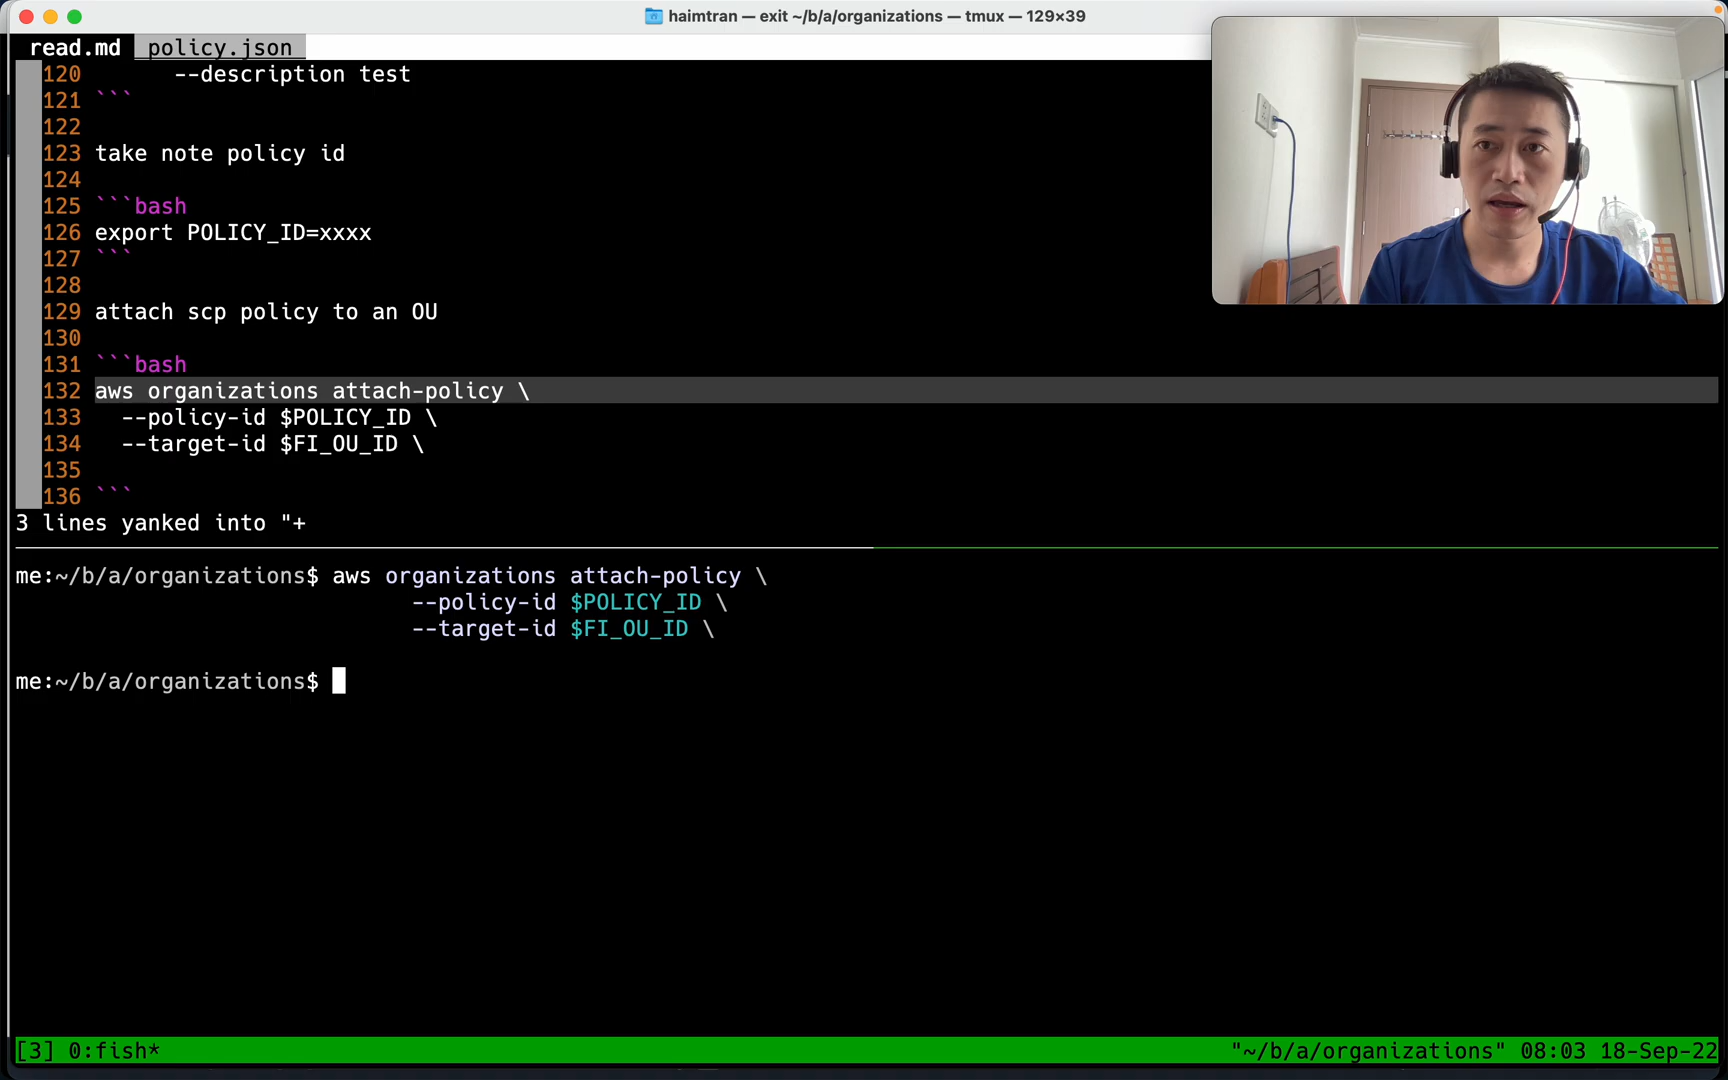 haimtran — exit ~/b/a/organizations — tmux — 129×39
read.md policy.json
120 --description test
121 ```
122
123 take note policy id
124
125 ```bash
126 export POLICY_ID=xxxx
127 ```
128
129 attach scp policy to an OU
130
131 ```bash
132 aws organizations attach-policy \
133 --policy-id $POLICY_ID \
134 --target-id $FI_OU_ID \
135
136 ```
3 lines yanked into "+
me:~/b/a/organizations$ aws organizations attach-policy \
--policy-id $POLICY_ID \
--target-id $FI_OU_ID \
me:~/b/a/organizations$
[3] 0:fish* "~/b/a/organizations" 08:03 18-Sep-22